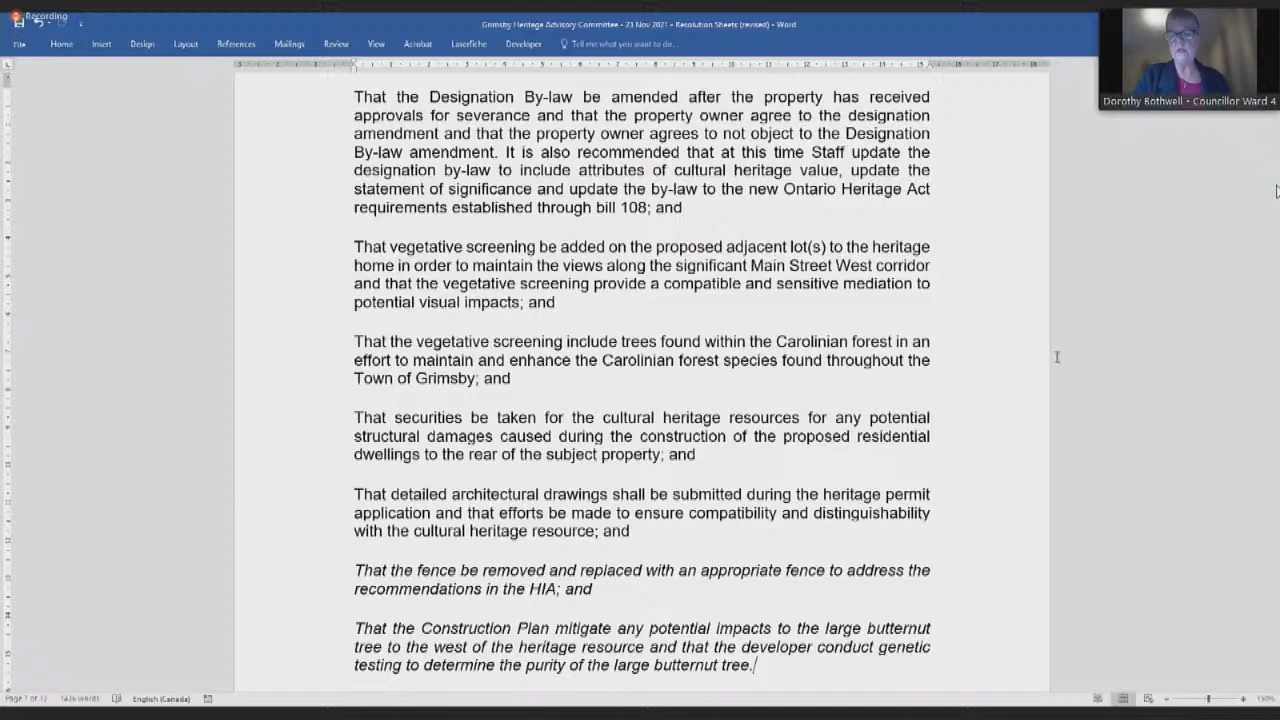 Recording
Grimsby Heritage Advisory Committee - 23 Nov 2021 - Resolution Sheets (revised) - Word
File Home Insert Design Layout References Mailings Review View Acrobat Laserfiche Developer Tell me what you want to do...
Dorothy Bothwell • Councillor Ward 4
That the Designation By-law be amended after the property has received
approvals for severance and that the property owner agree to the designation
amendment and that the property owner agrees to not object to the Designation
By-law amendment. It is also recommended that at this time Staff update the
designation by-law to include attributes of cultural heritage value, update the
statement of significance and update the by-law to the new Ontario Heritage Act
requirements established through bill 108; and
That vegetative screening be added on the proposed adjacent lot(s) to the heritage
home in order to maintain the views along the significant Main Street West corridor
and that the vegetative screening provide a compatible and sensitive mediation to
potential visual impacts; and
That the vegetative screening include trees found within the Carolinian forest in an
effort to maintain and enhance the Carolinian forest species found throughout the
Town of Grimsby; and
That securities be taken for the cultural heritage resources for any potential
structural damages caused during the construction of the proposed residential
dwellings to the rear of the subject property; and
That detailed architectural drawings shall be submitted during the heritage permit
application and that efforts be made to ensure compatibility and distinguishability
with the cultural heritage resource; and
That the fence be removed and replaced with an appropriate fence to address the
recommendations in the HIA; and
That the Construction Plan mitigate any potential impacts to the large butternut
tree to the west of the heritage resource and that the developer conduct genetic
testing to determine the purity of the large butternut tree.
English (Canada) 150%